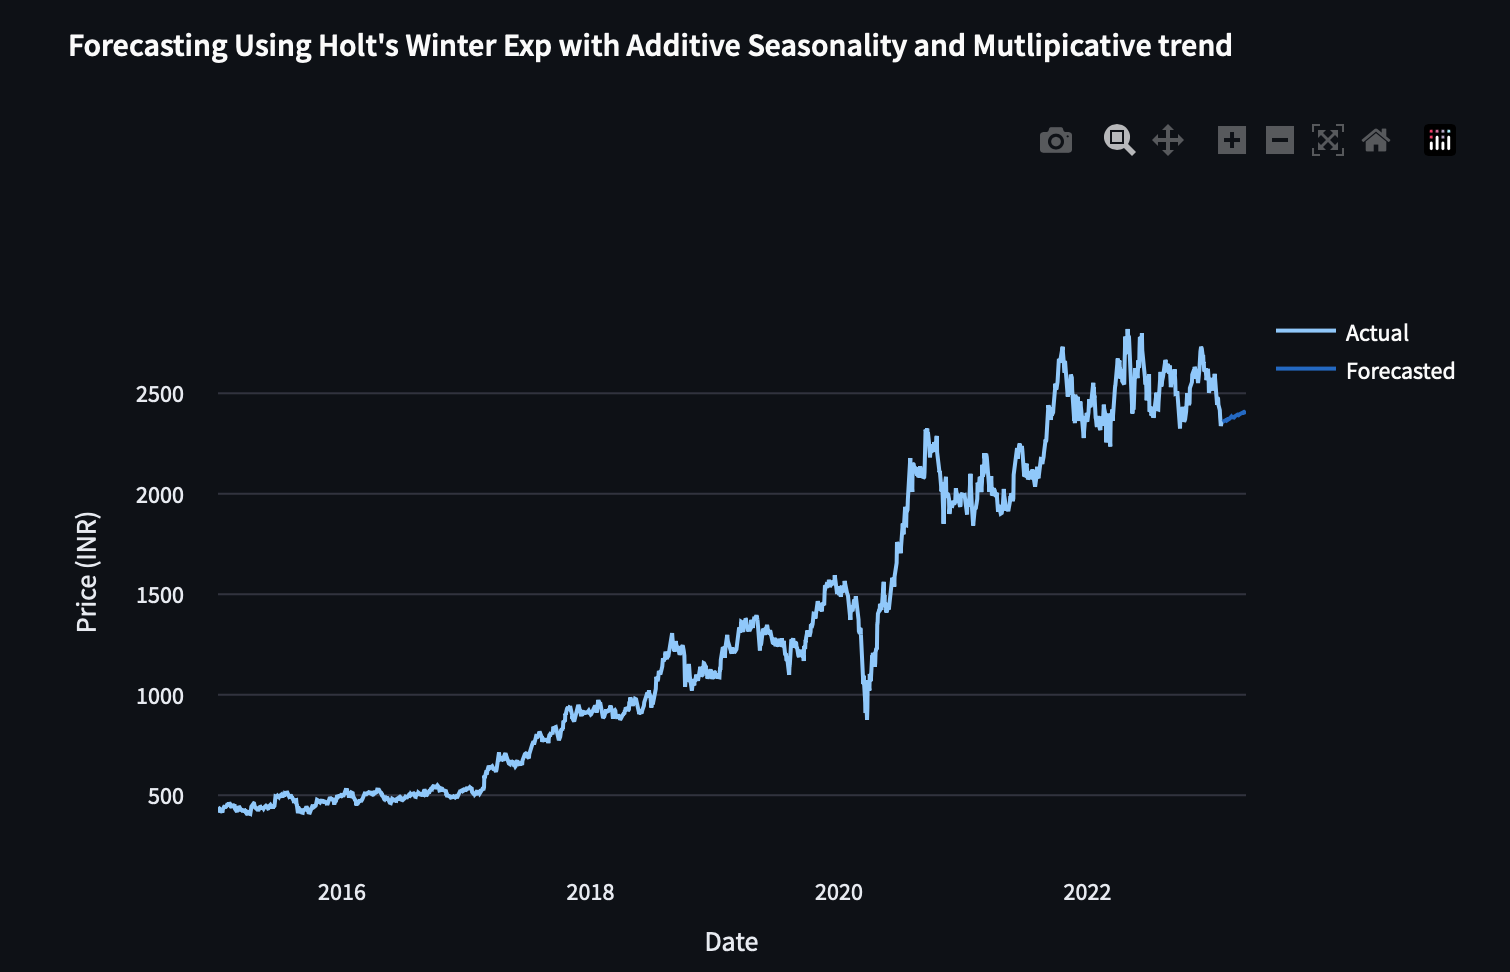 Forecasting Using Holt's Winter Exp with Additive Seasonality and Mutlipicative trend
Actual
Forecasted
2500
2000
1500
1000
500
Price (INR)
2016
2018
2020
2022
Date